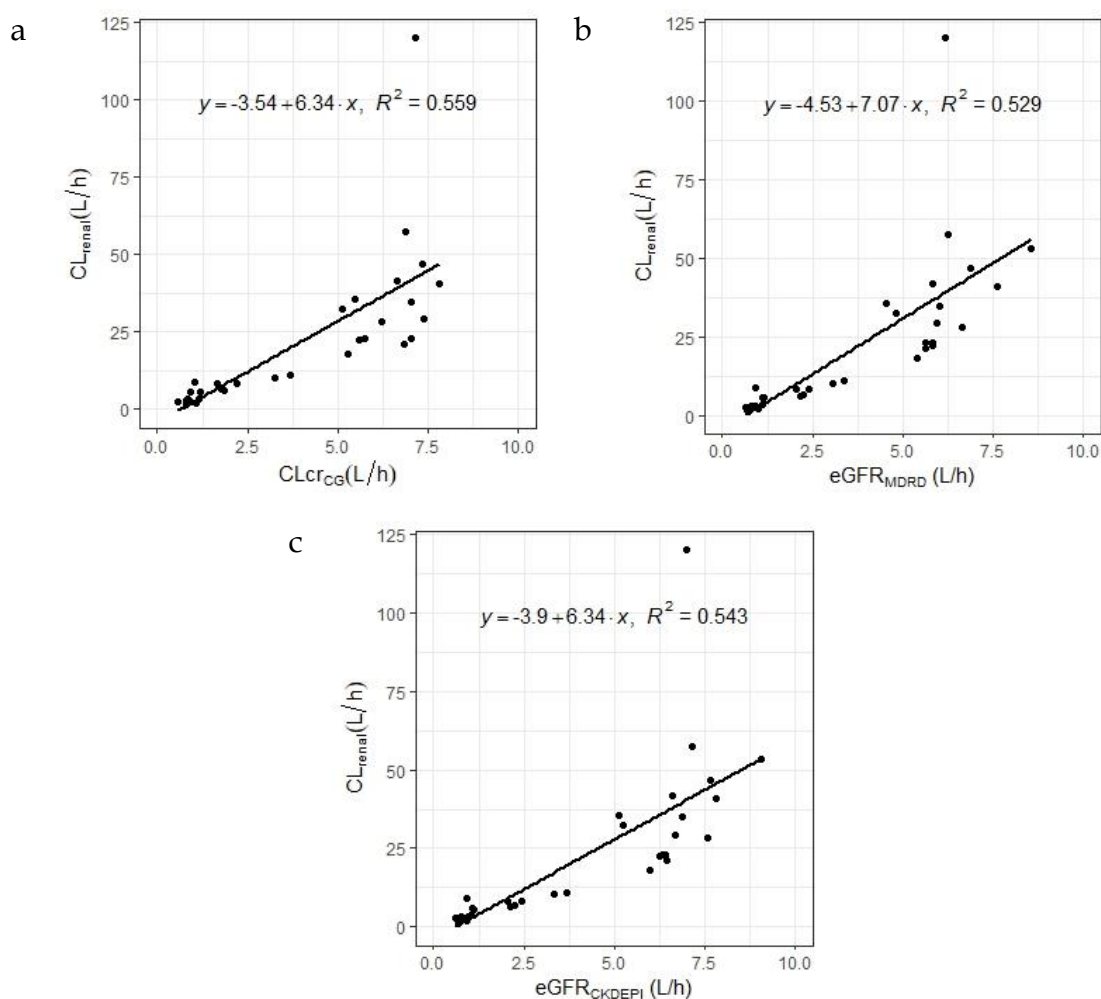 a
125
100
75
50
25
0
y = -3.54 + 6.34 · x, R² = 0.559
CL_renal(L/h)
0.0 2.5 5.0 7.5 10.0
CLcr_CG(L/h)
b
125
100
75
50
25
0
y = -4.53 + 7.07 · x, R² = 0.529
CL_renal(L/h)
0.0 2.5 5.0 7.5 10.0
eGFR_MDRD (L/h)
c
125
100
75
50
25
0
y = -3.9 + 6.34 · x, R² = 0.543
CL_renal(L/h)
0.0 2.5 5.0 7.5 10.0
eGFR_CKDEPI (L/h)